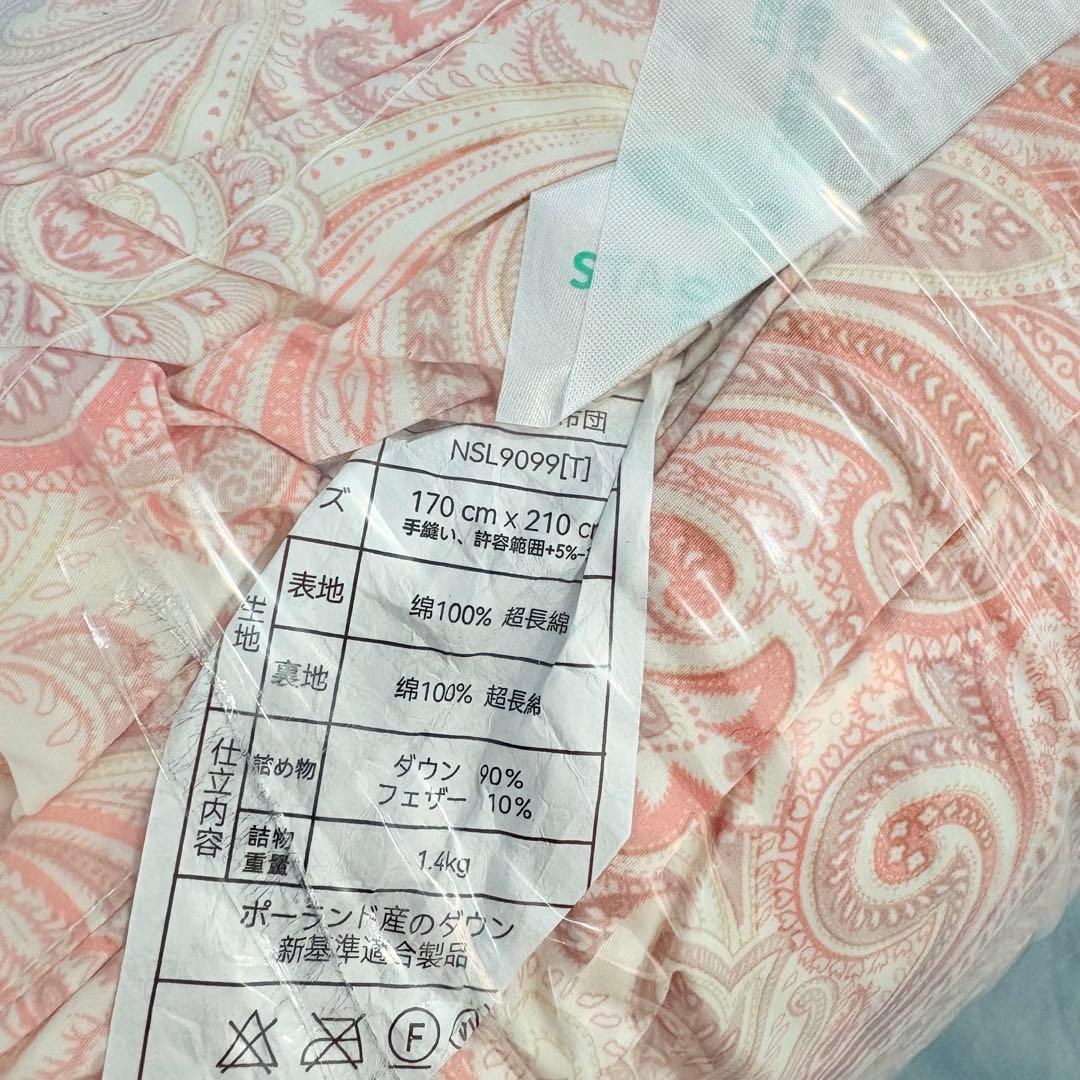 布団
NSL9099[T]
ズ
170 cm x 210 c
手縫い、許容範囲+5%-
生地
表地
绵100% 超長綿
裏地
绵100% 超長綿
仕立内容
詰め物
ダウン 90%
フェザー 10%
詰物
重量
1.4kg
ポーランド産のダウン
新基準適合製品
F
W